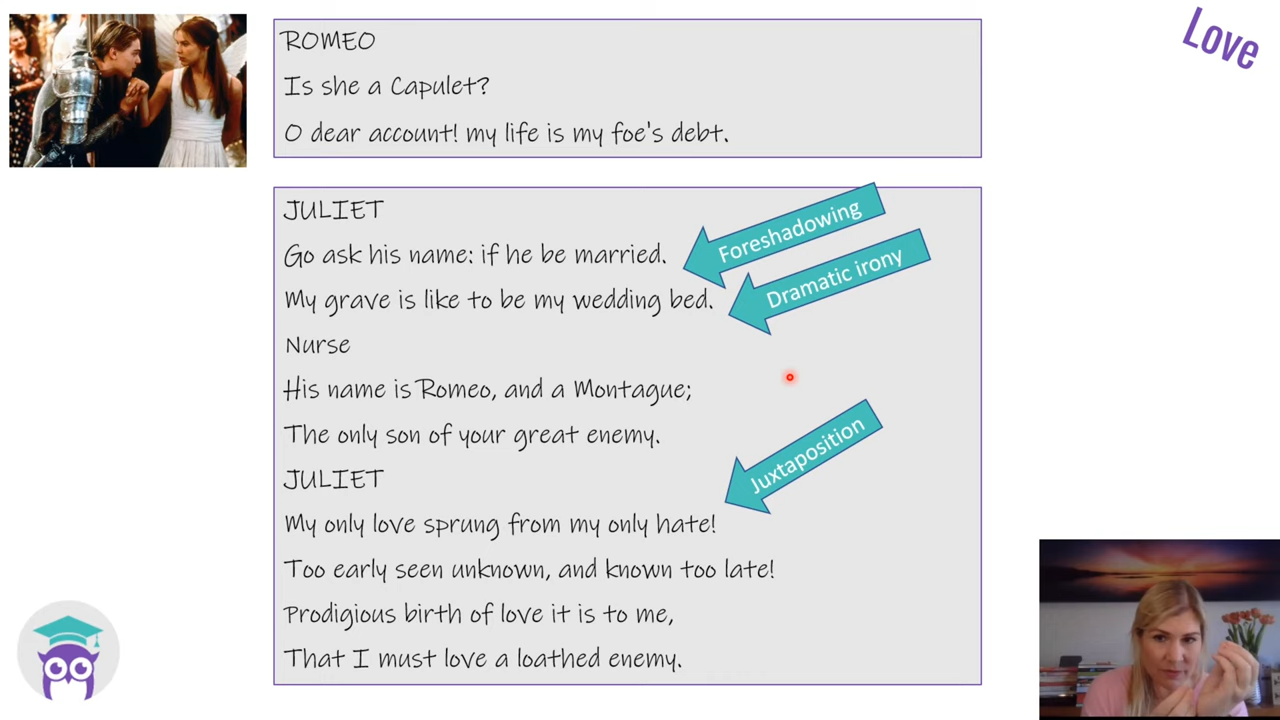 Love
ROMEO
Is she a Capulet?
O dear account! my life is my foe's debt.
JULIET
Go ask his name: if he be married.
Foreshadowing
My grave is like to be my wedding bed.
Dramatic irony
Nurse
His name is Romeo, and a Montague;
The only son of your great enemy.
JULIET
Juxtaposition
My only love sprung from my only hate!
Too early seen unknown, and known too late!
Prodigious birth of love it is to me,
That I must love a loathed enemy.